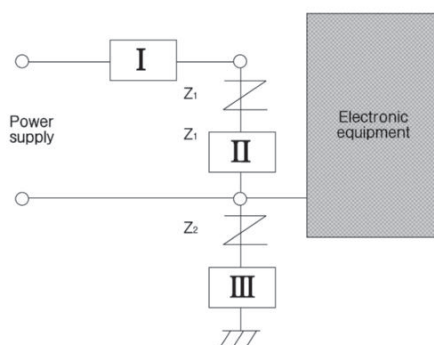 I
Z₁
Power
supply
Z₁
II
Electronic
equipment
Z₂
III